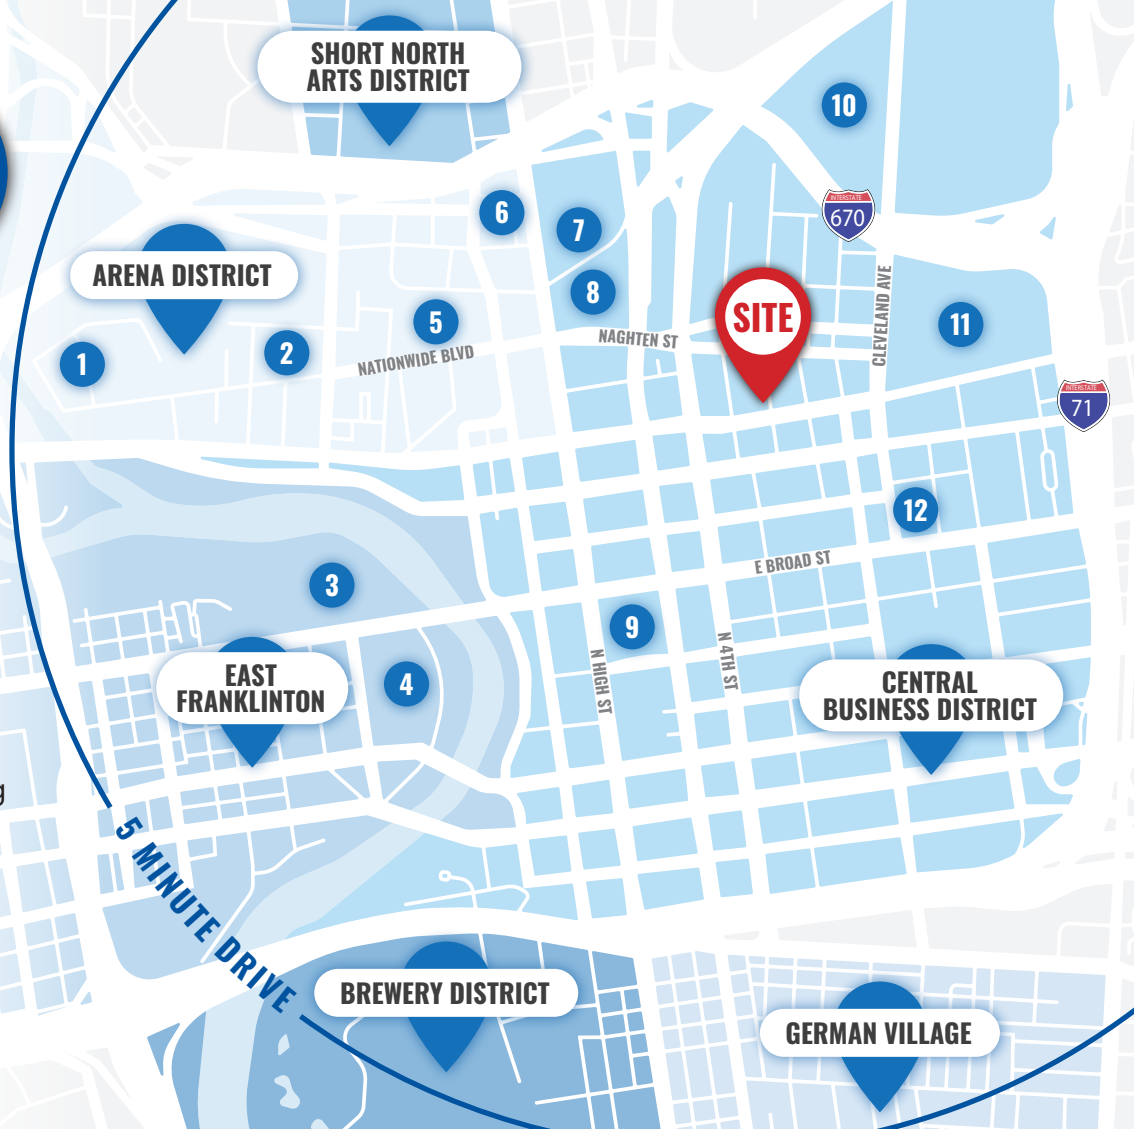 SHORT NORTH
ARTS DISTRICT
10
6
7
INTERSTATE
670
ARENA DISTRICT
8
SITE
CLEVELAND AVE
5
11
NAGHTEN ST
1
2
NATIONWIDE BLVD
INTERSTATE
71
12
E BROAD ST
3
9
N HIGH ST
N 4TH ST
EAST
FRANKLINTON
4
CENTRAL
BUSINESS DISTRICT
g
5 MINUTE DRIVE
BREWERY DISTRICT
GERMAN VILLAGE